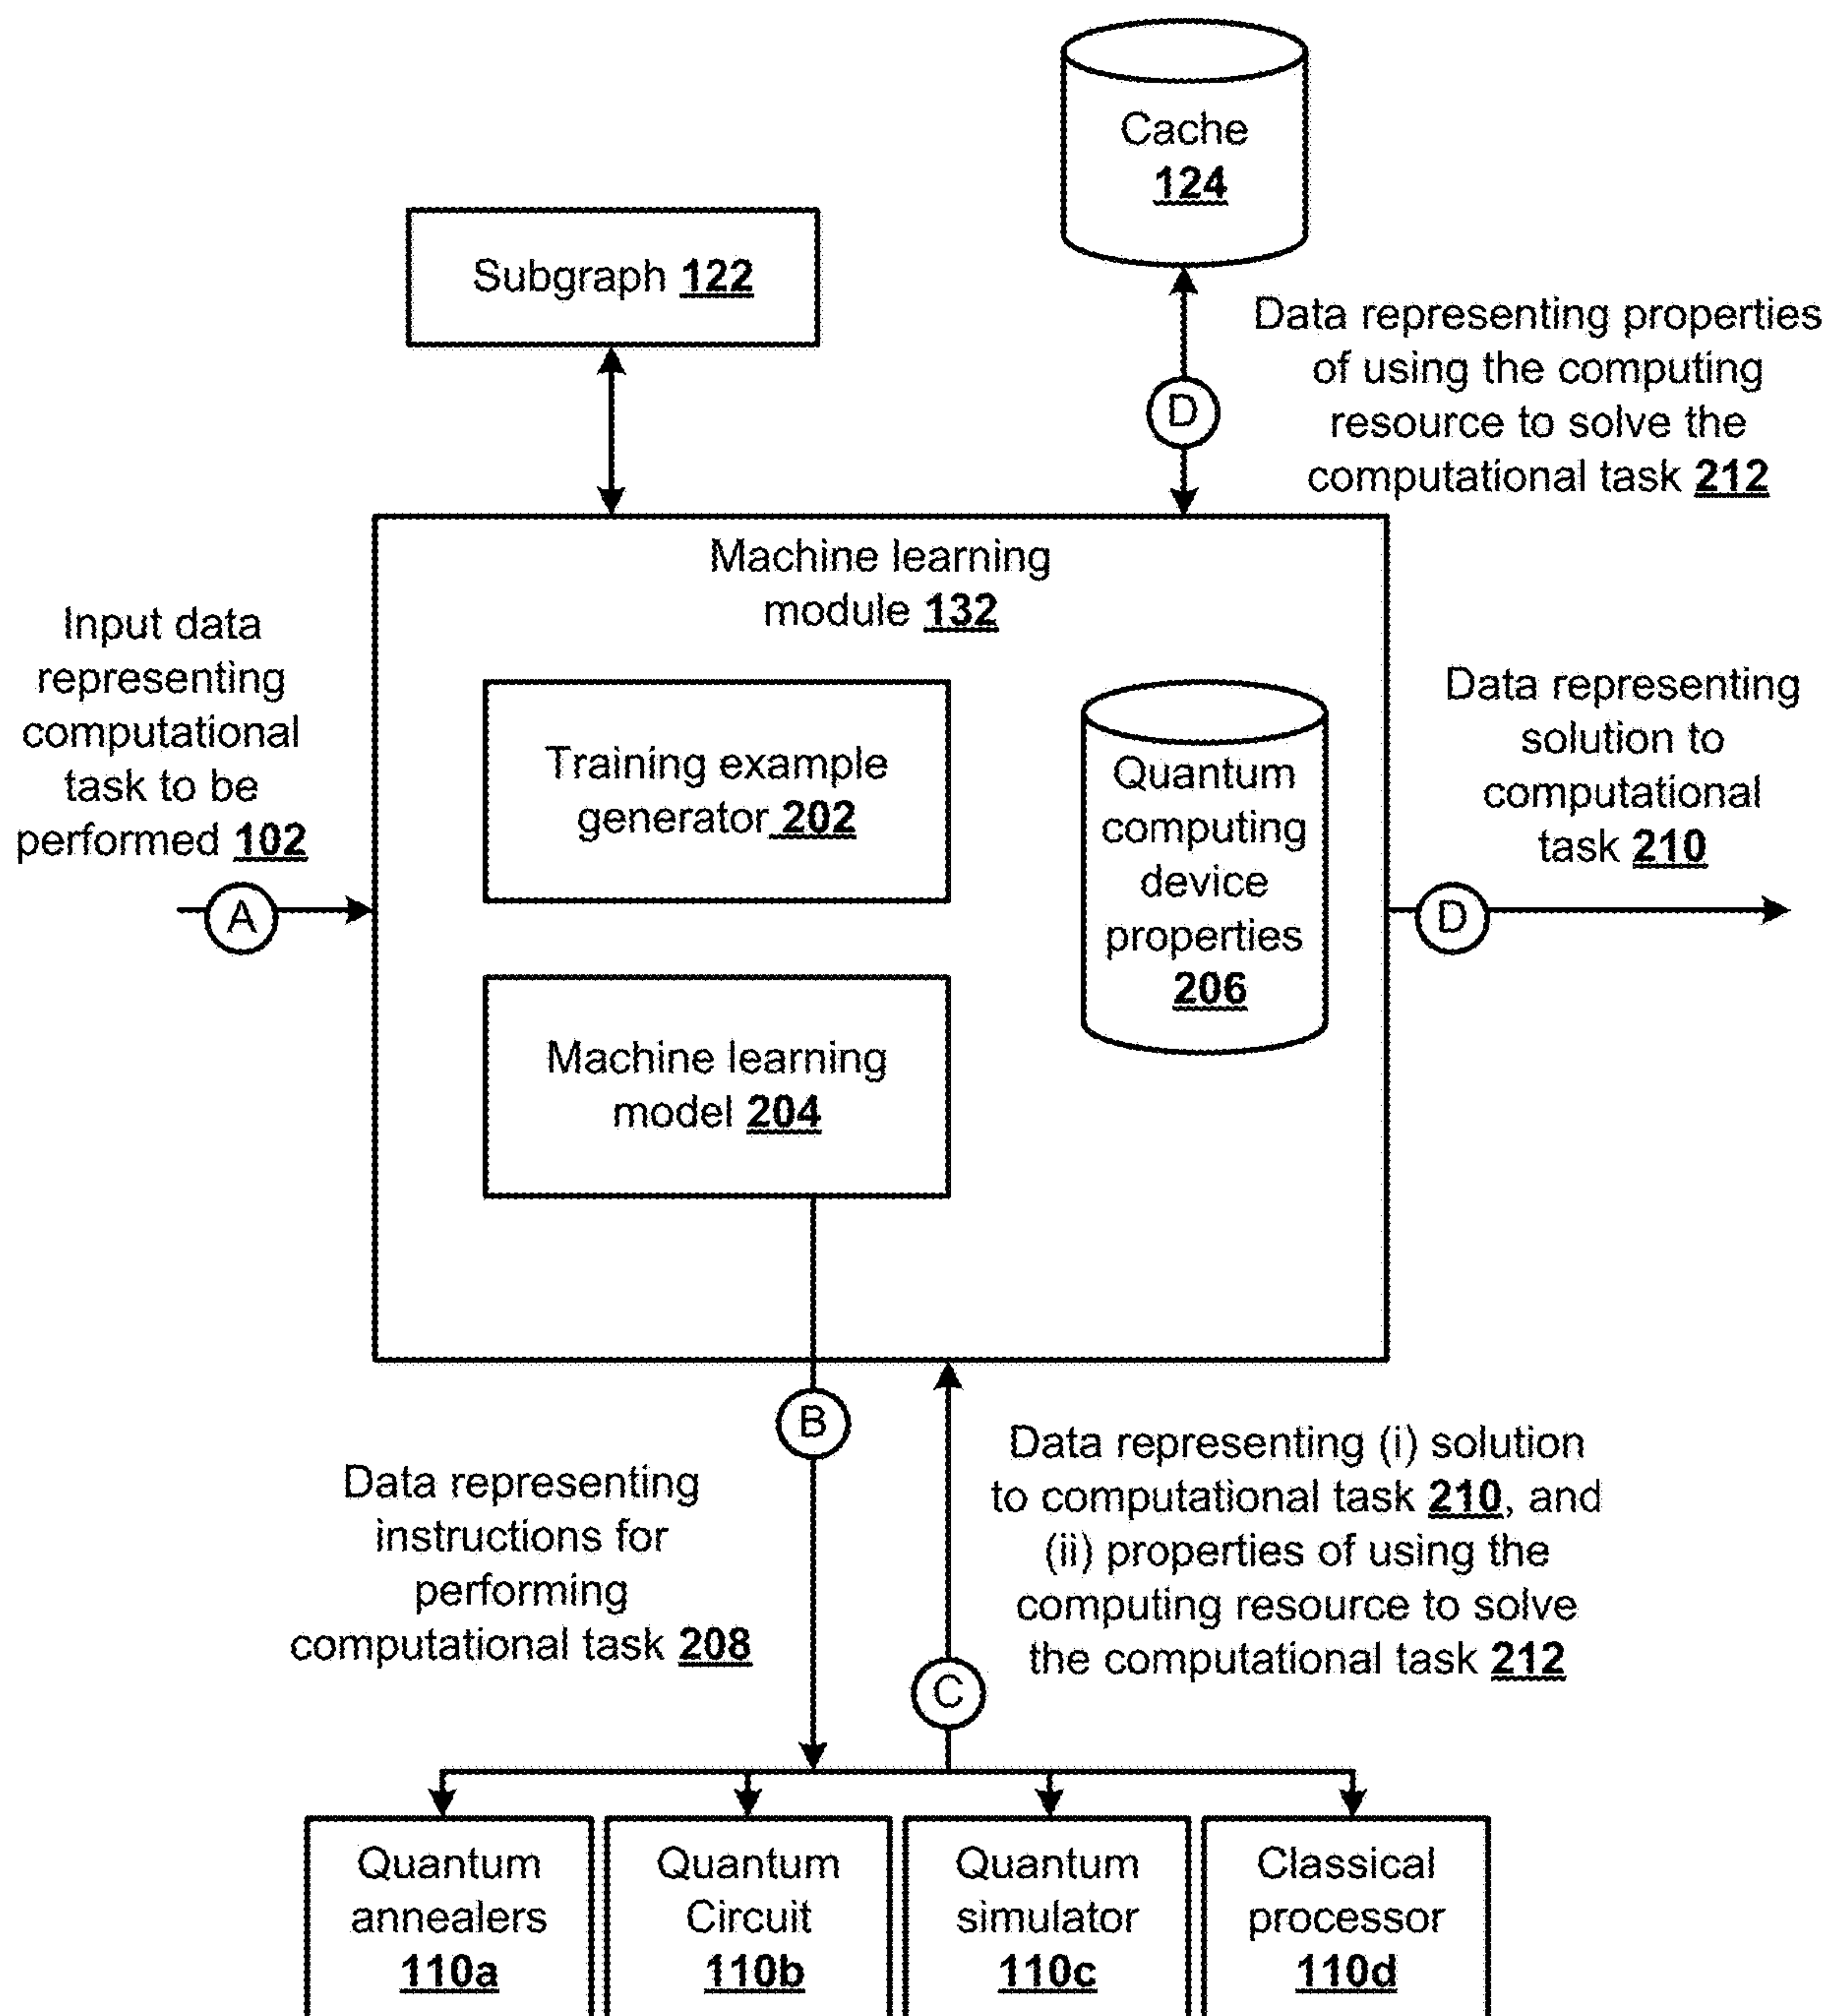 Cache
124
Subgraph 122
Data representing properties
of using the computing
resource to solve the
computational task 212
D
Machine learning
module 132
Input data
representing
computational
task to be
performed 102
A
Training example
generator 202
Quantum
computing
device
properties
206
Data representing
solution to
computational
task 210
D
Machine learning
model 204
B
Data representing
instructions for
performing
computational task 208
Data representing (i) solution
to computational task 210, and
(ii) properties of using the
computing resource to solve
the computational task 212
C
Quantum
annealers
110a
Quantum
Circuit
110b
Quantum
simulator
110c
Classical
processor
110d